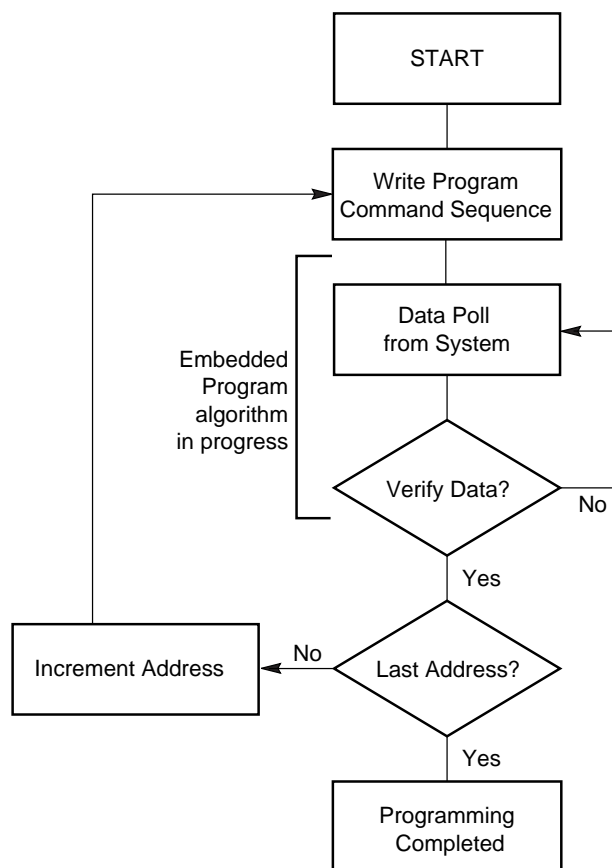 START
Write Program
Command Sequence
Data Poll
from System
Embedded
Program
algorithm
in progress
Verify Data?
No
Yes
Increment Address
No
Last Address?
Yes
Programming
Completed